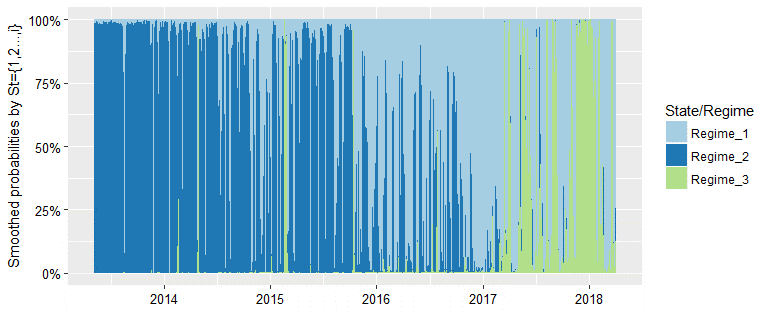 Smoothed probabilities by St={1,2...,i}
100%
75%
50%
25%
0%
2014 2015 2016 2017 2018
State/Regime
Regime_1
Regime_2
Regime_3